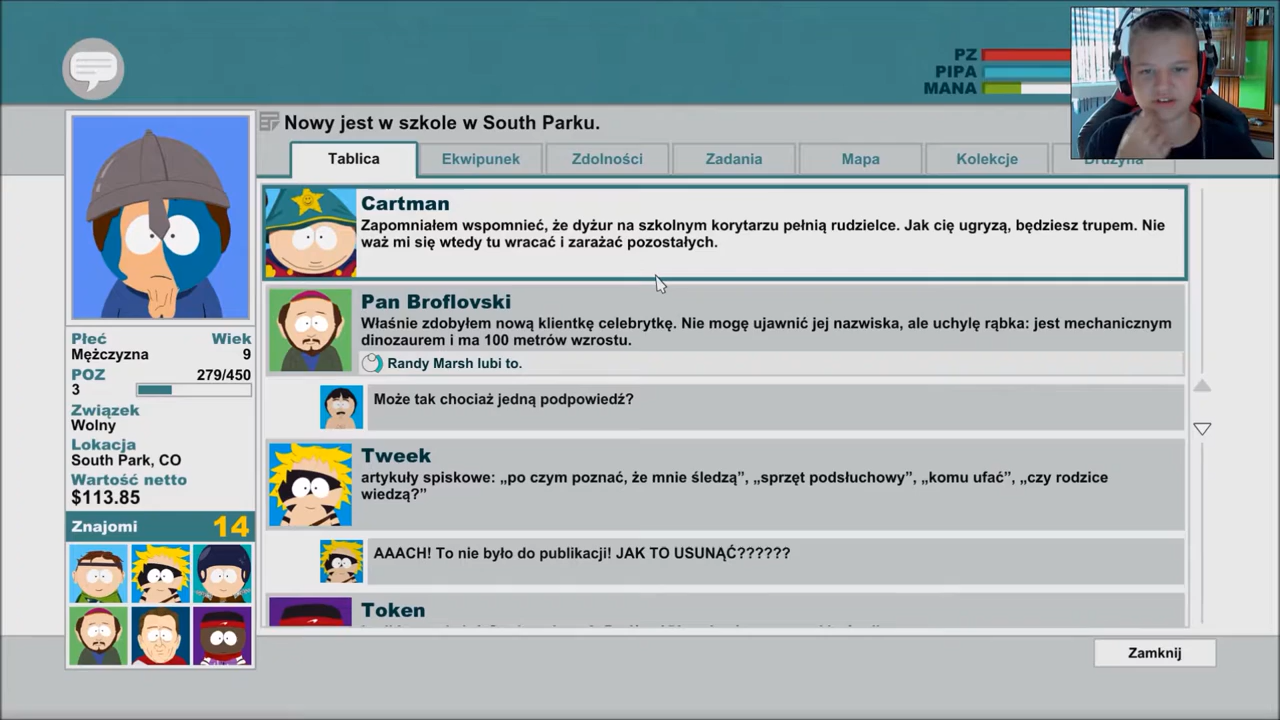 PZ
PIPA
MANA
Nowy jest w szkole w South Parku.
Tablica
Ekwipunek
Zdolności
Zadania
Mapa
Kolekcje
Drużyna
Cartman
Zapomniałem wspomnieć, że dyżur na szkolnym korytarzu pełnią rudzielce. Jak cię ugryzą, będziesz trupem. Nie
waż mi się wtedy tu wracać i zarażać pozostałych.
Pan Broflovski
Właśnie zdobyłem nową klientkę celebrytkę. Nie mogę ujawnić jej nazwiska, ale uchylę rąbka: jest mechanicznym
dinozaurem i ma 100 metrów wzrostu.
Randy Marsh lubi to.
Może tak chociaż jedną podpowiedź?
Tweek
artykuły spiskowe: „po czym poznać, że mnie śledzą”, „sprzęt podsłuchowy”, „komu ufać”, „czy rodzice
wiedzą?”
AAACH! To nie było do publikacji! JAK TO USUNĄĆ??????
Token
Płeć Wiek
Mężczyzna 9
POZ 279/450
3
Związek
Wolny
Lokacja
South Park, CO
Wartość netto
$113.85
Znajomi 14
Zamknij